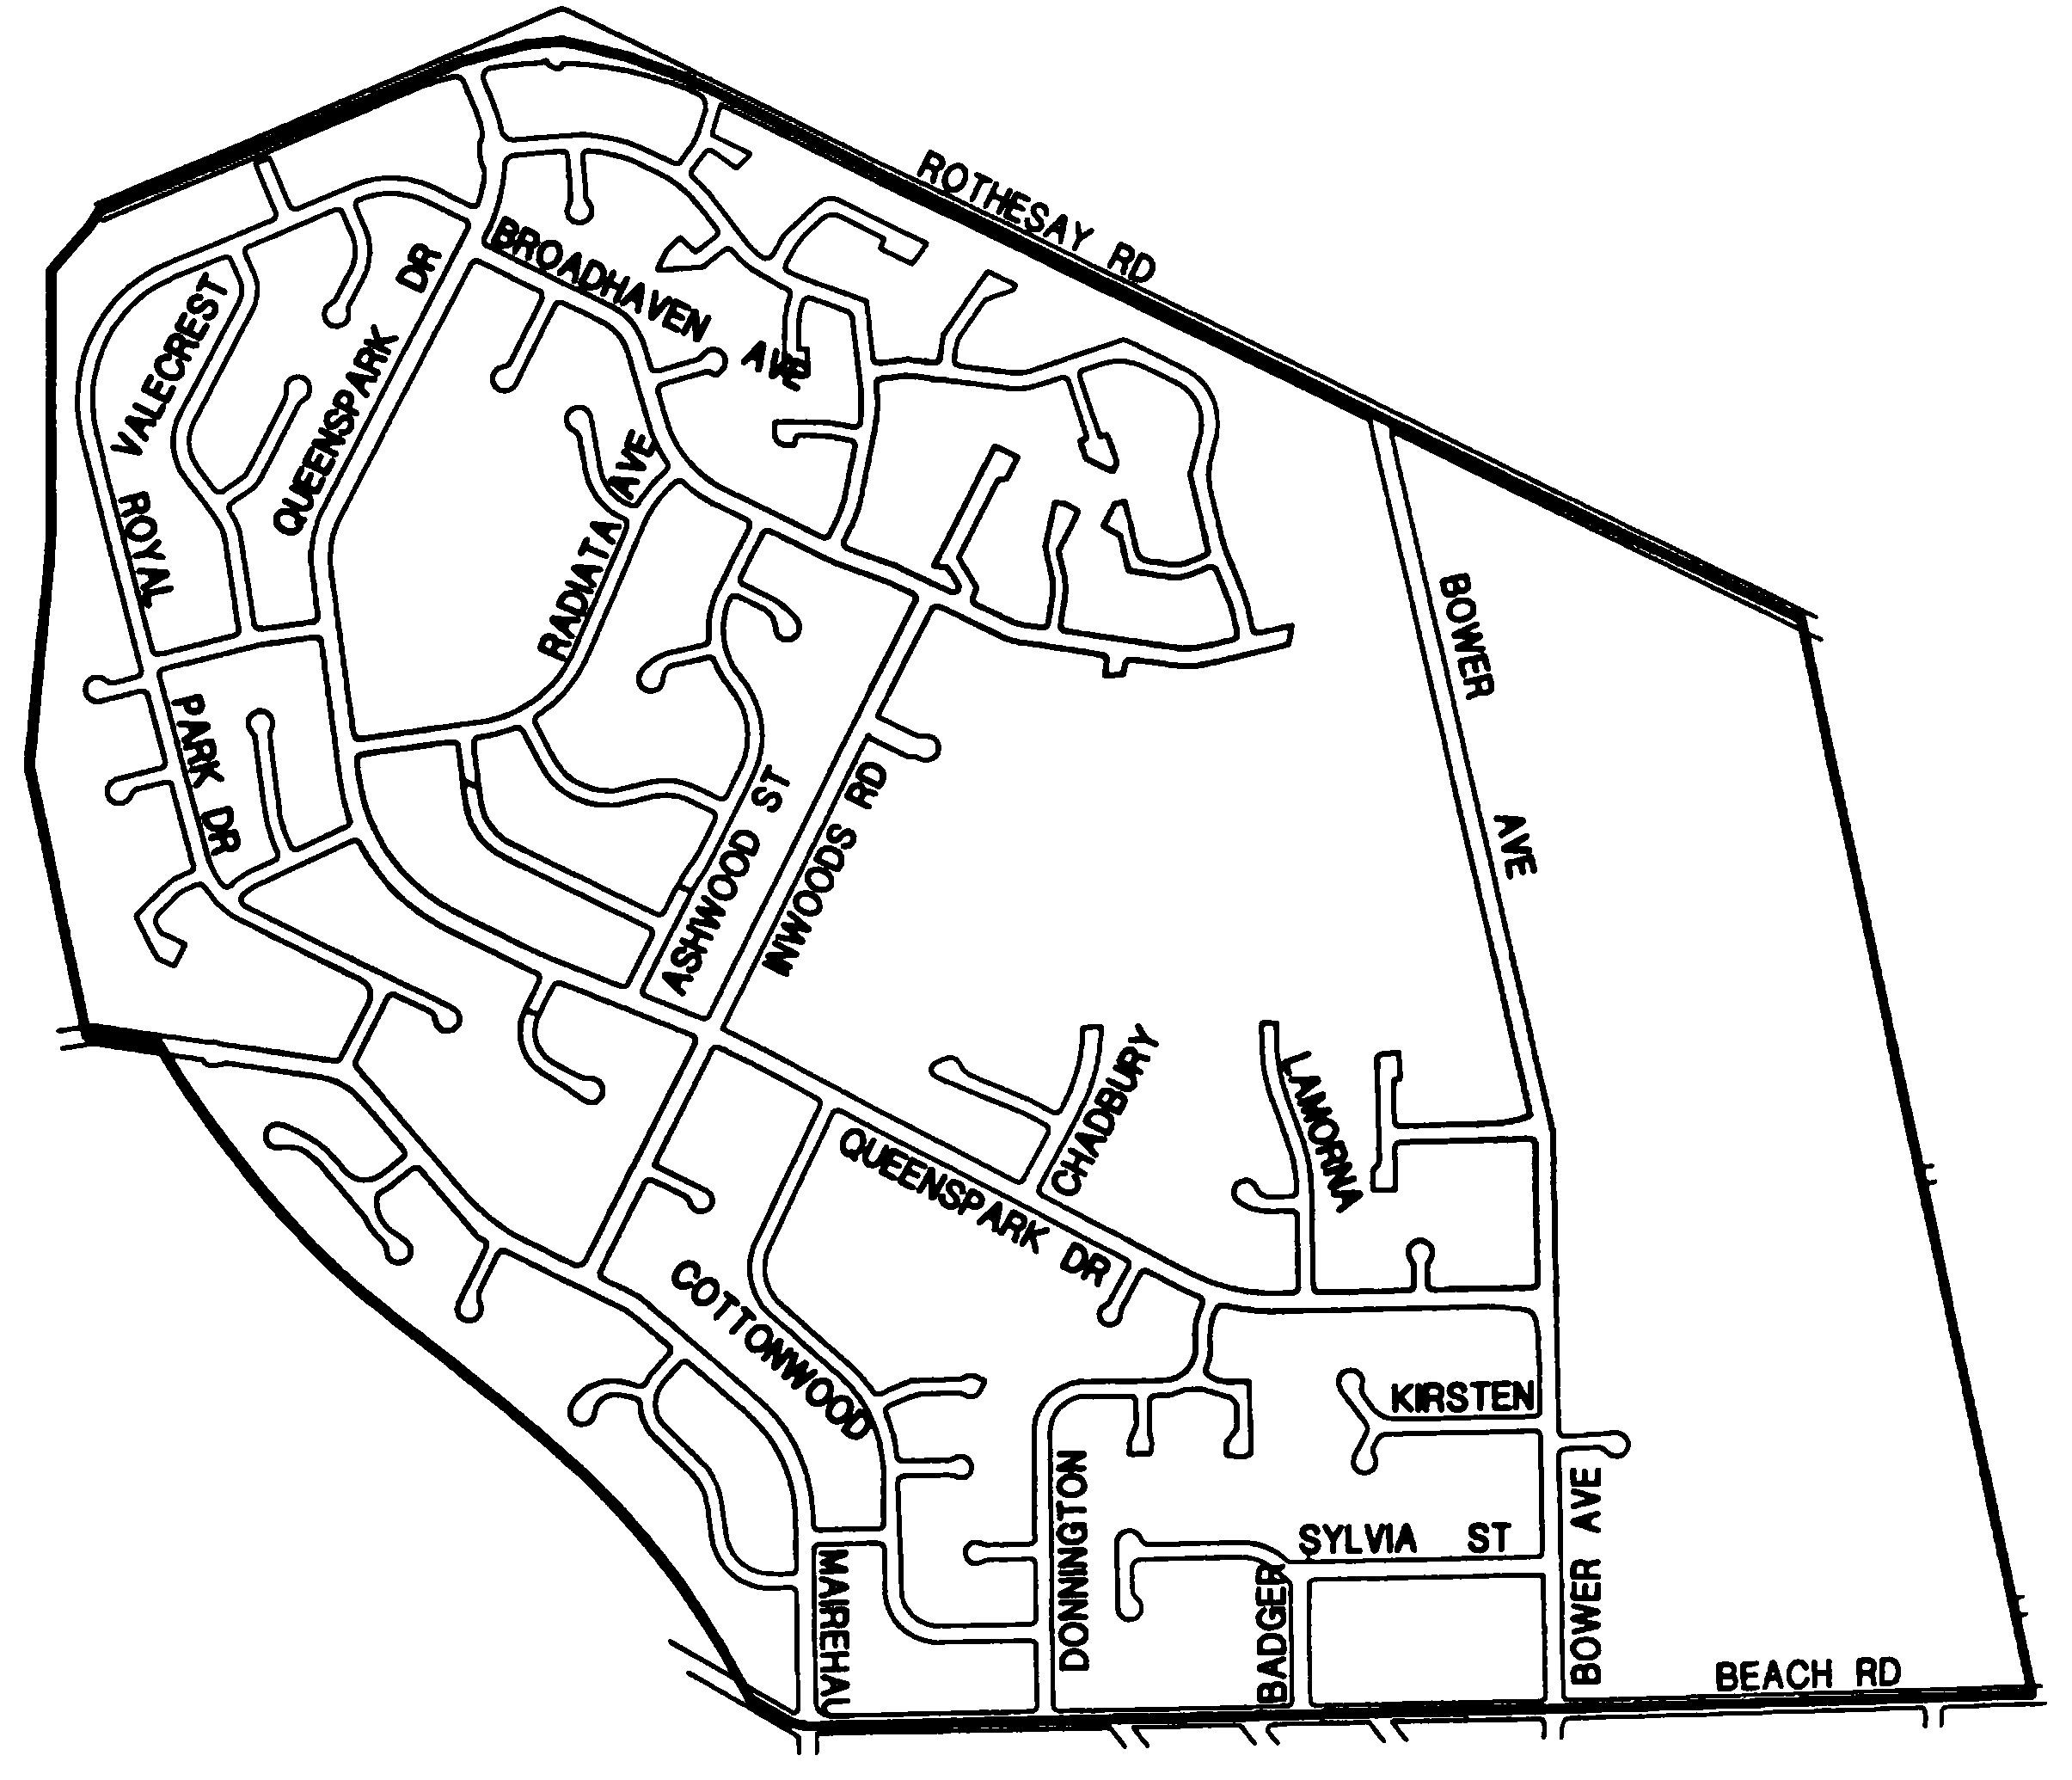 ROTHESAY RD
BROADHAVEN AVE
VALECREST
QUEENSPARK DR
RADIATA AVE
ROYAL PARK DR
BOWER AVE
ASHWOOD ST
INWOODS RD
CHADBURY
LAMORNA
QUEENSPARK DR
COTTONWOOD
KIRSTEN
DONNINGTON
SYLVIA ST
BADGER
BOWER AVE
MAIREHAU
BEACH RD